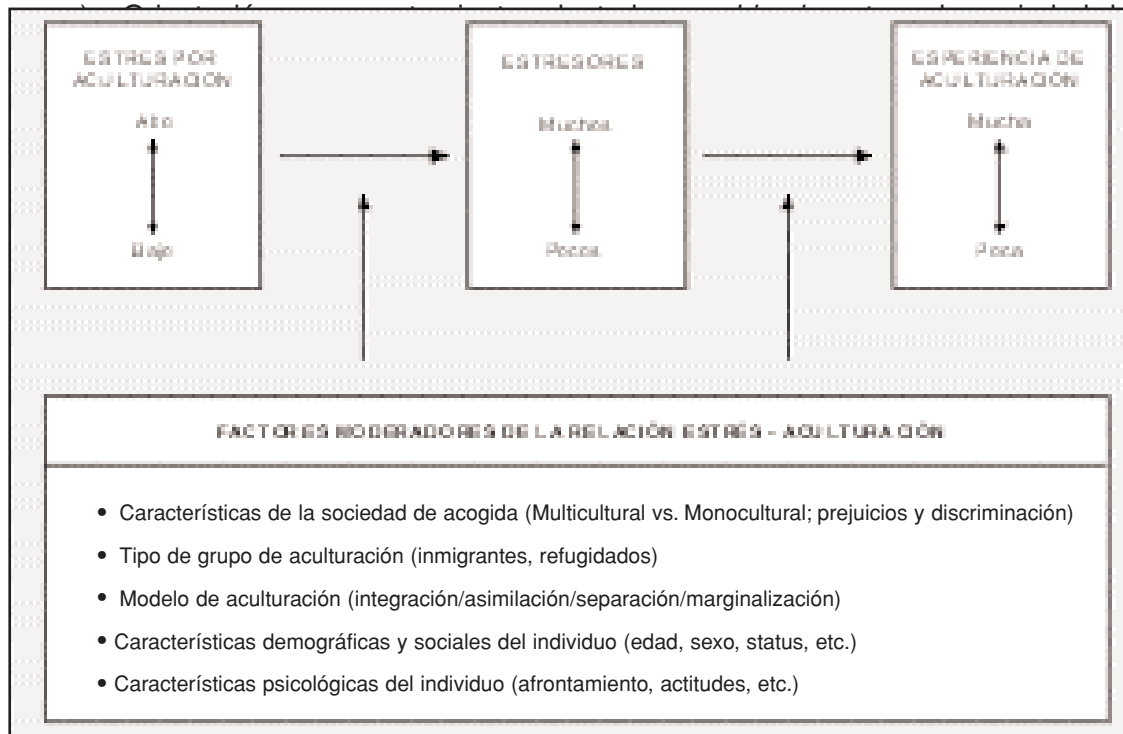 ESTRES POR
ACULTURACION
Alto
Bajo
ESTRESORES
Muchos
Pocos
ESPERIENCIA DE
ACULTURACION
Mucha
Poca
FACTORES MODERADORES DE LA RELACIÓN ESTRÉS - ACULTURACIÓN
• Características de la sociedad de acogida (Multicultural vs. Monocultural; prejuicios y discriminación)
• Tipo de grupo de aculturación (inmigrantes, refugidados)
• Modelo de aculturación (integración/asimilación/separación/marginalización)
• Características demográficas y sociales del individuo (edad, sexo, status, etc.)
• Características psicológicas del individuo (afrontamiento, actitudes, etc.)